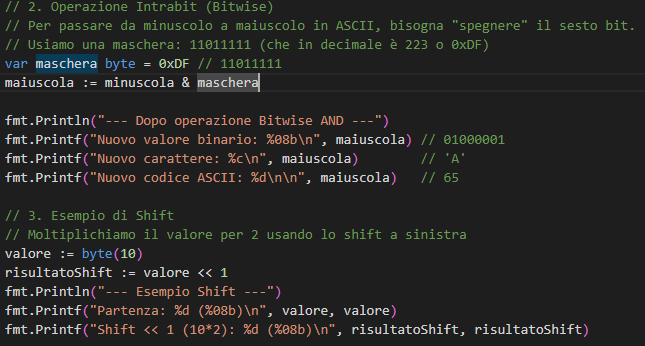 // 2. Operazione Intrabit (Bitwise)
// Per passare da minuscolo a maiuscolo in ASCII, bisogna "spegnere" il sesto bit.
// Usiamo una maschera: 11011111 (che in decimale è 223 o 0xDF)
var maschera byte = 0xDF // 11011111
maiuscola := minuscula & maschera
fmt.Println("--- Dopo operazione Bitwise AND ---")
fmt.Printf("Nuovo valore binario: %08b\n", maiuscola) // 01000001
fmt.Printf("Nuovo carattere: %c\n", maiuscola) // 'A'
fmt.Printf("Nuovo codice ASCII: %d\n\n", maiuscola) // 65
// 3. Esempio di Shift
// Moltiplichiamo il valore per 2 usando lo shift a sinistra
valore := byte(10)
risultatoShift := valore << 1
fmt.Println("--- Esempio Shift ---")
fmt.Printf("Partenza: %d (%08b)\n", valore, valore)
fmt.Printf("Shift << 1 (10*2): %d (%08b)\n", risultatoShift, risultatoShift)